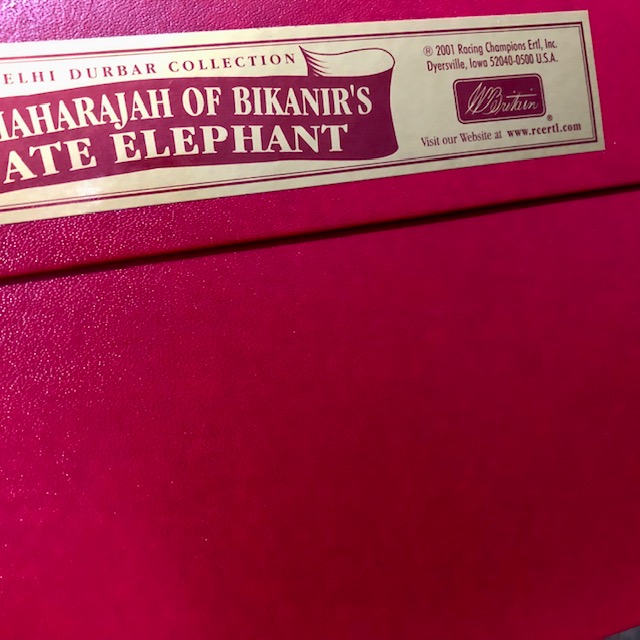 ELHI DURBAR COLLECTION
MAHARAJAH OF BIKANIR'S
ATE ELEPHANT
® 2001 Racing Champions Ertl, Inc.
Dyersville, Iowa 52040-0500 U.S.A.
W. Britain®
Visit our Website at www.rcertl.com